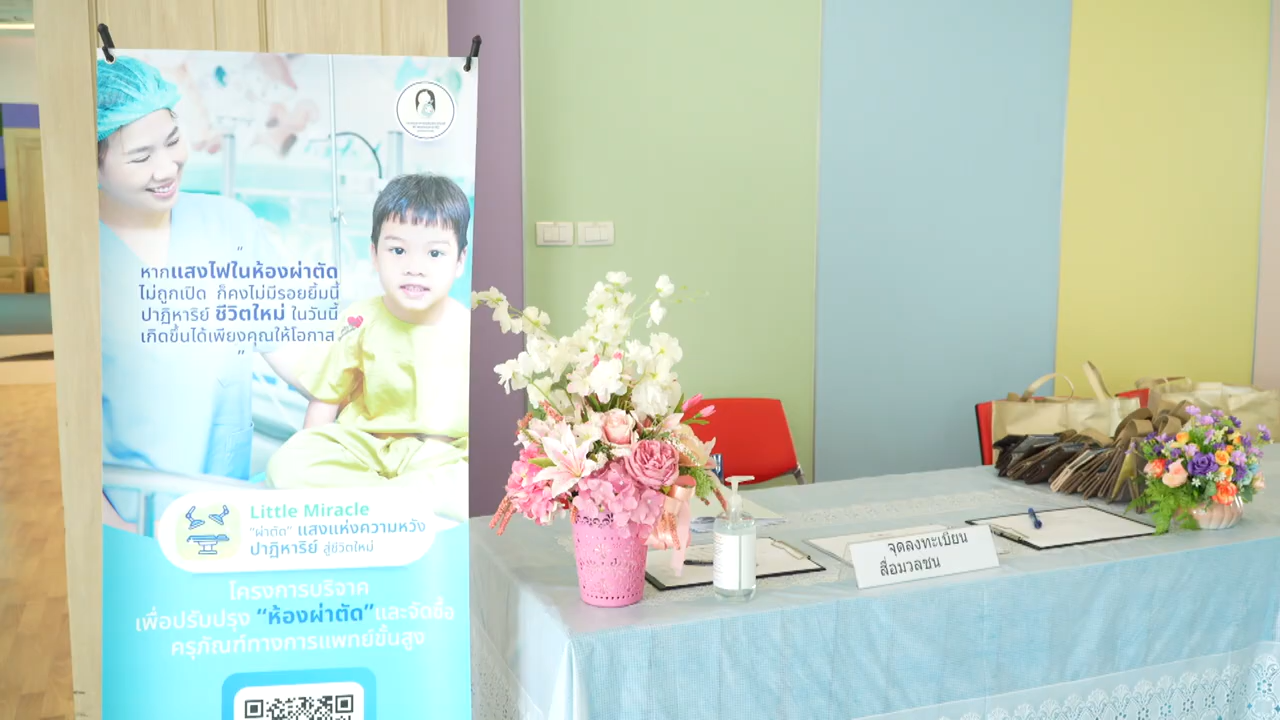 "
หากแสงไฟในห้องผ่าตัด
ไม่ถูกเปิด ก็คงไม่มีรอยยิ้มนี้
ปาฏิหาริย์ ชีวิตใหม่ ในวันนี้
เกิดขึ้นได้เพียงคุณให้โอกาส
"
Little Miracle
"ผ่าตัด" แสงแห่งความหวัง
ปาฏิหาริย์ สู่ชีวิตใหม่
โครงการบริจาค
เพื่อปรับปรุง "ห้องผ่าตัด"และจัดซื้อ
ครุภัณฑ์ทางการแพทย์ขั้นสูง
จุดลงทะเบียน
สื่อมวลชน